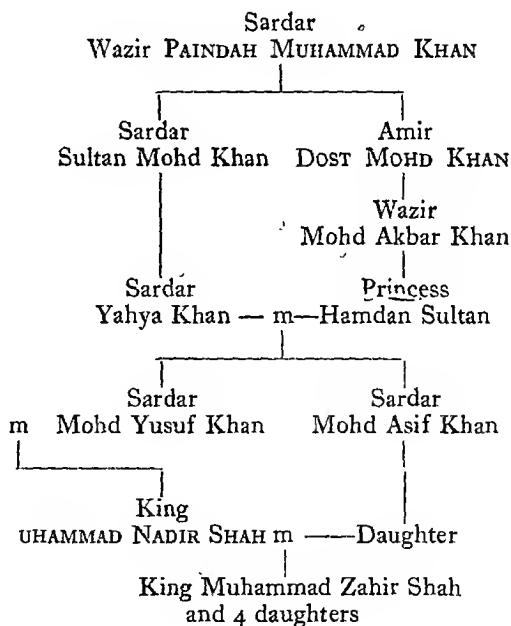 Sardar
Wazir PAINDAH MUHAMMAD KHAN
Sardar Amir
Sultan Mohd Khan DOST MOHD KHAN
Wazir
Mohd Akbar Khan
Sardar Princess
Yahya Khan — m — Hamdan Sultan
Sardar Sardar
m Mohd Yusuf Khan Mohd Asif Khan
King
UHAMMAD NADIR SHAH m —— Daughter
King Muhammad Zahir Shah
and 4 daughters